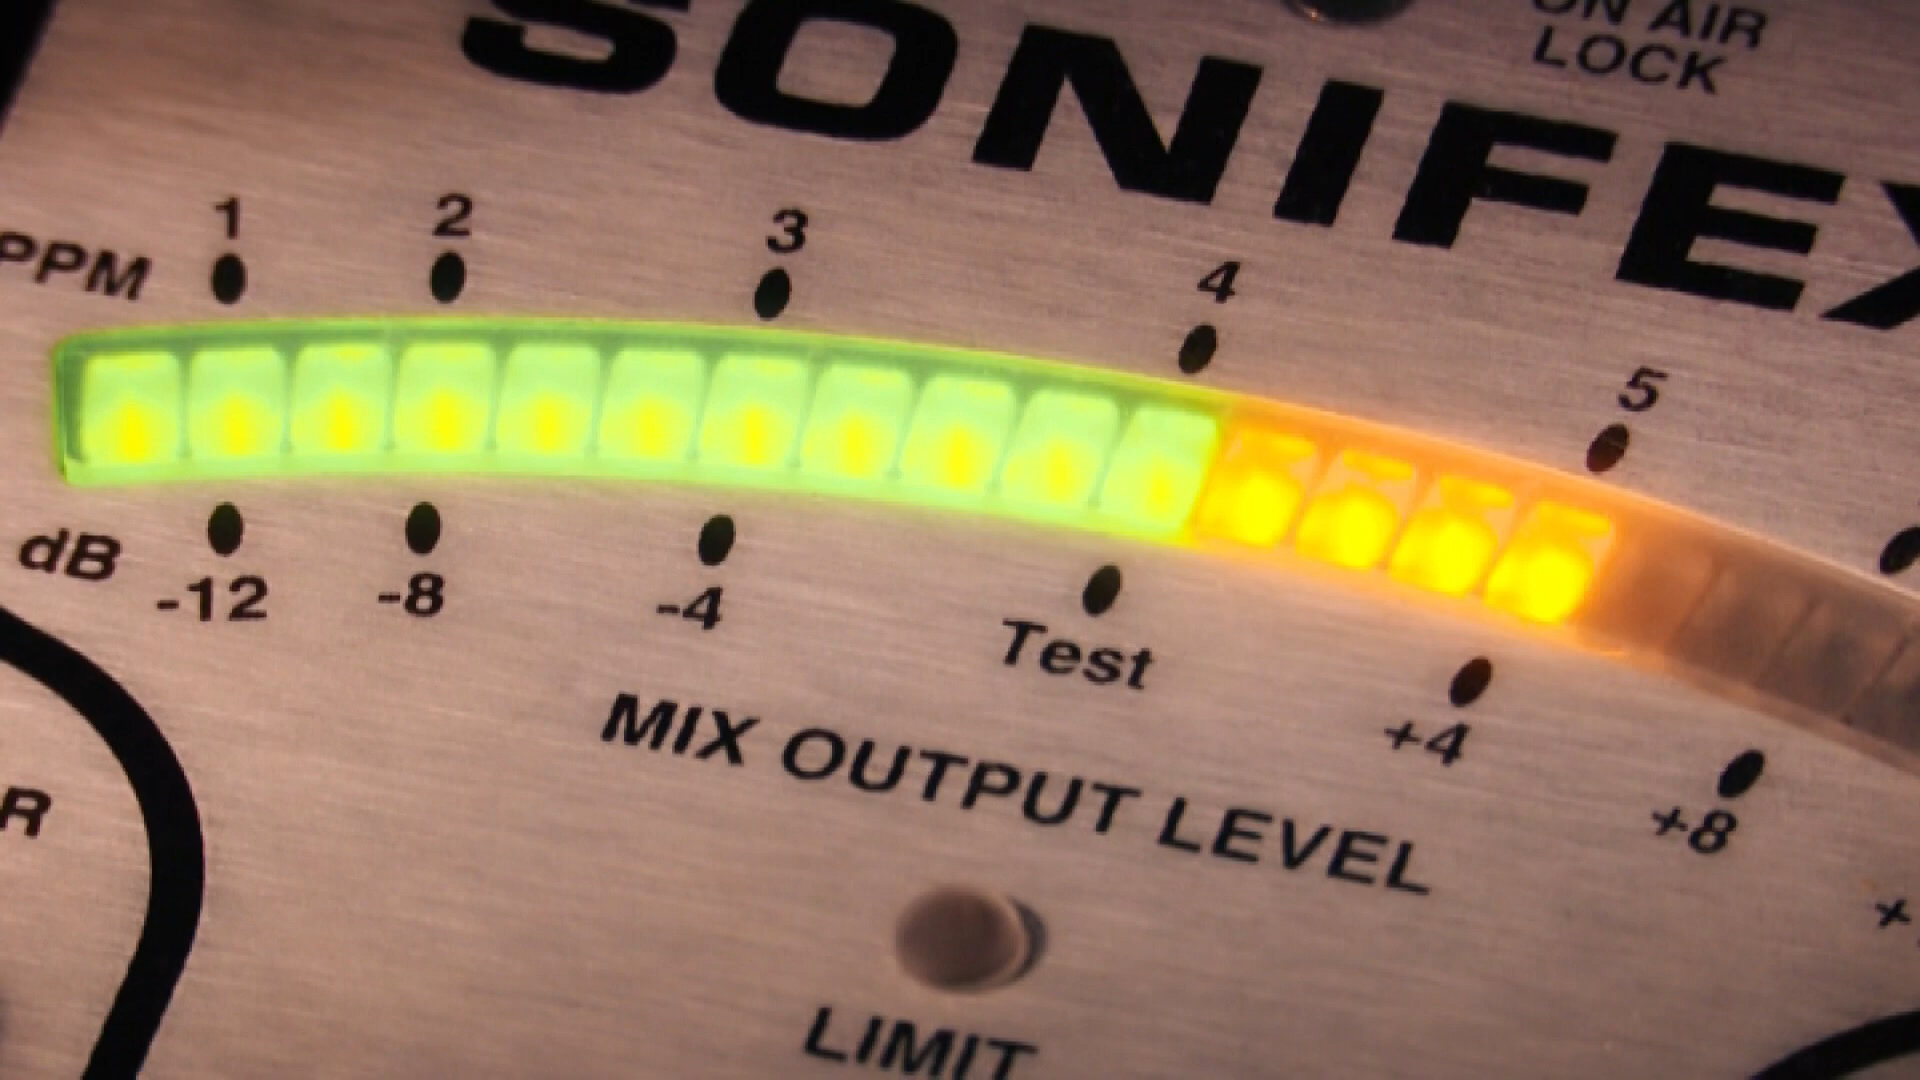 ON AIR
LOCK
SONIFEX
1 2 3 4 5
PPM
dB
-12 -8 -4 Test +4 +8
MIX OUTPUT LEVEL
R
LIMIT